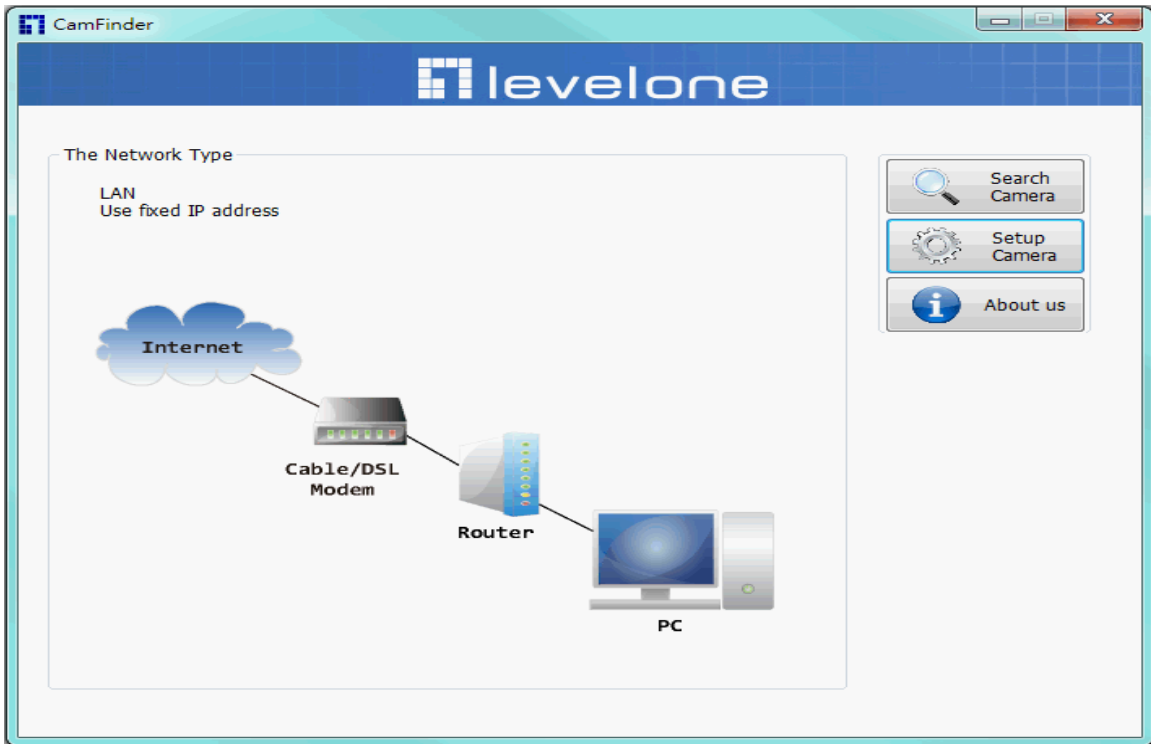 CamFinder
levelone
The Network Type
LAN
Use fixed IP address
Internet
Cable/DSL
Modem
Router
PC
Search
Camera
Setup
Camera
About us